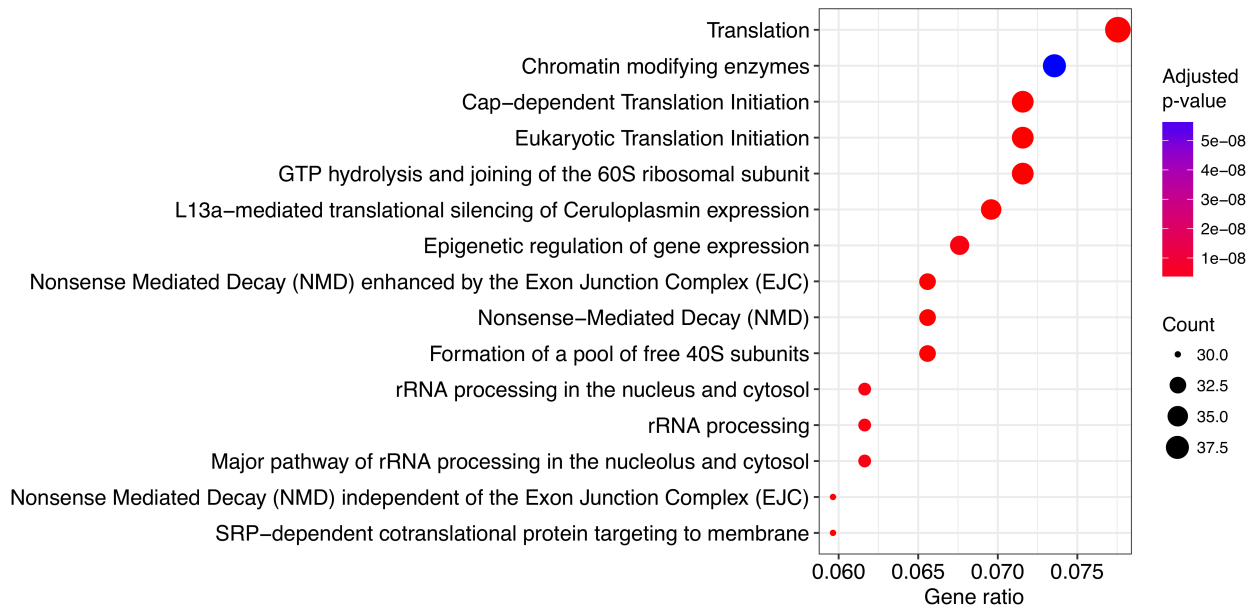 Translation
Chromatin modifying enzymes
Cap−dependent Translation Initiation
Eukaryotic Translation Initiation
GTP hydrolysis and joining of the 60S ribosomal subunit
L13a−mediated translational silencing of Ceruloplasmin expression
Epigenetic regulation of gene expression
Nonsense Mediated Decay (NMD) enhanced by the Exon Junction Complex (EJC)
Nonsense−Mediated Decay (NMD)
Formation of a pool of free 40S subunits
rRNA processing in the nucleus and cytosol
rRNA processing
Major pathway of rRNA processing in the nucleolus and cytosol
Nonsense Mediated Decay (NMD) independent of the Exon Junction Complex (EJC)
SRP−dependent cotranslational protein targeting to membrane
0.060 0.065 0.070 0.075
Gene ratio
Adjusted
p-value
5e−08
4e−08
3e−08
2e−08
1e−08
Count
30.0
32.5
35.0
37.5